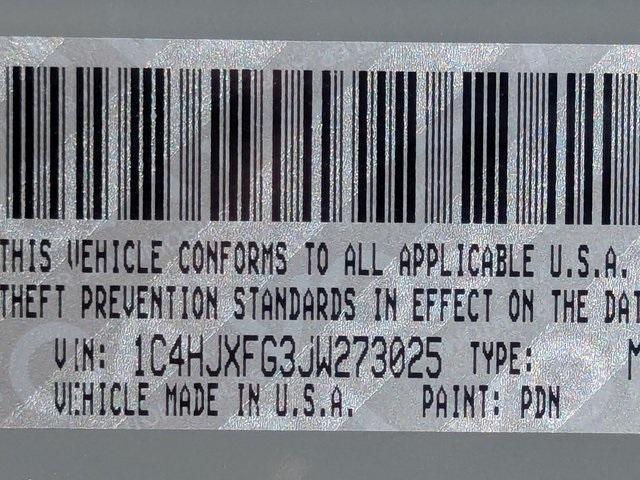 THIS VEHICLE CONFORMS TO ALL APPLICABLE U.S.A.
THEFT PREVENTION STANDARDS IN EFFECT ON THE DAT
VIN: 1C4HJXFG3JW273025 TYPE: M
VEHICLE MADE IN U.S.A. PAINT: PDN